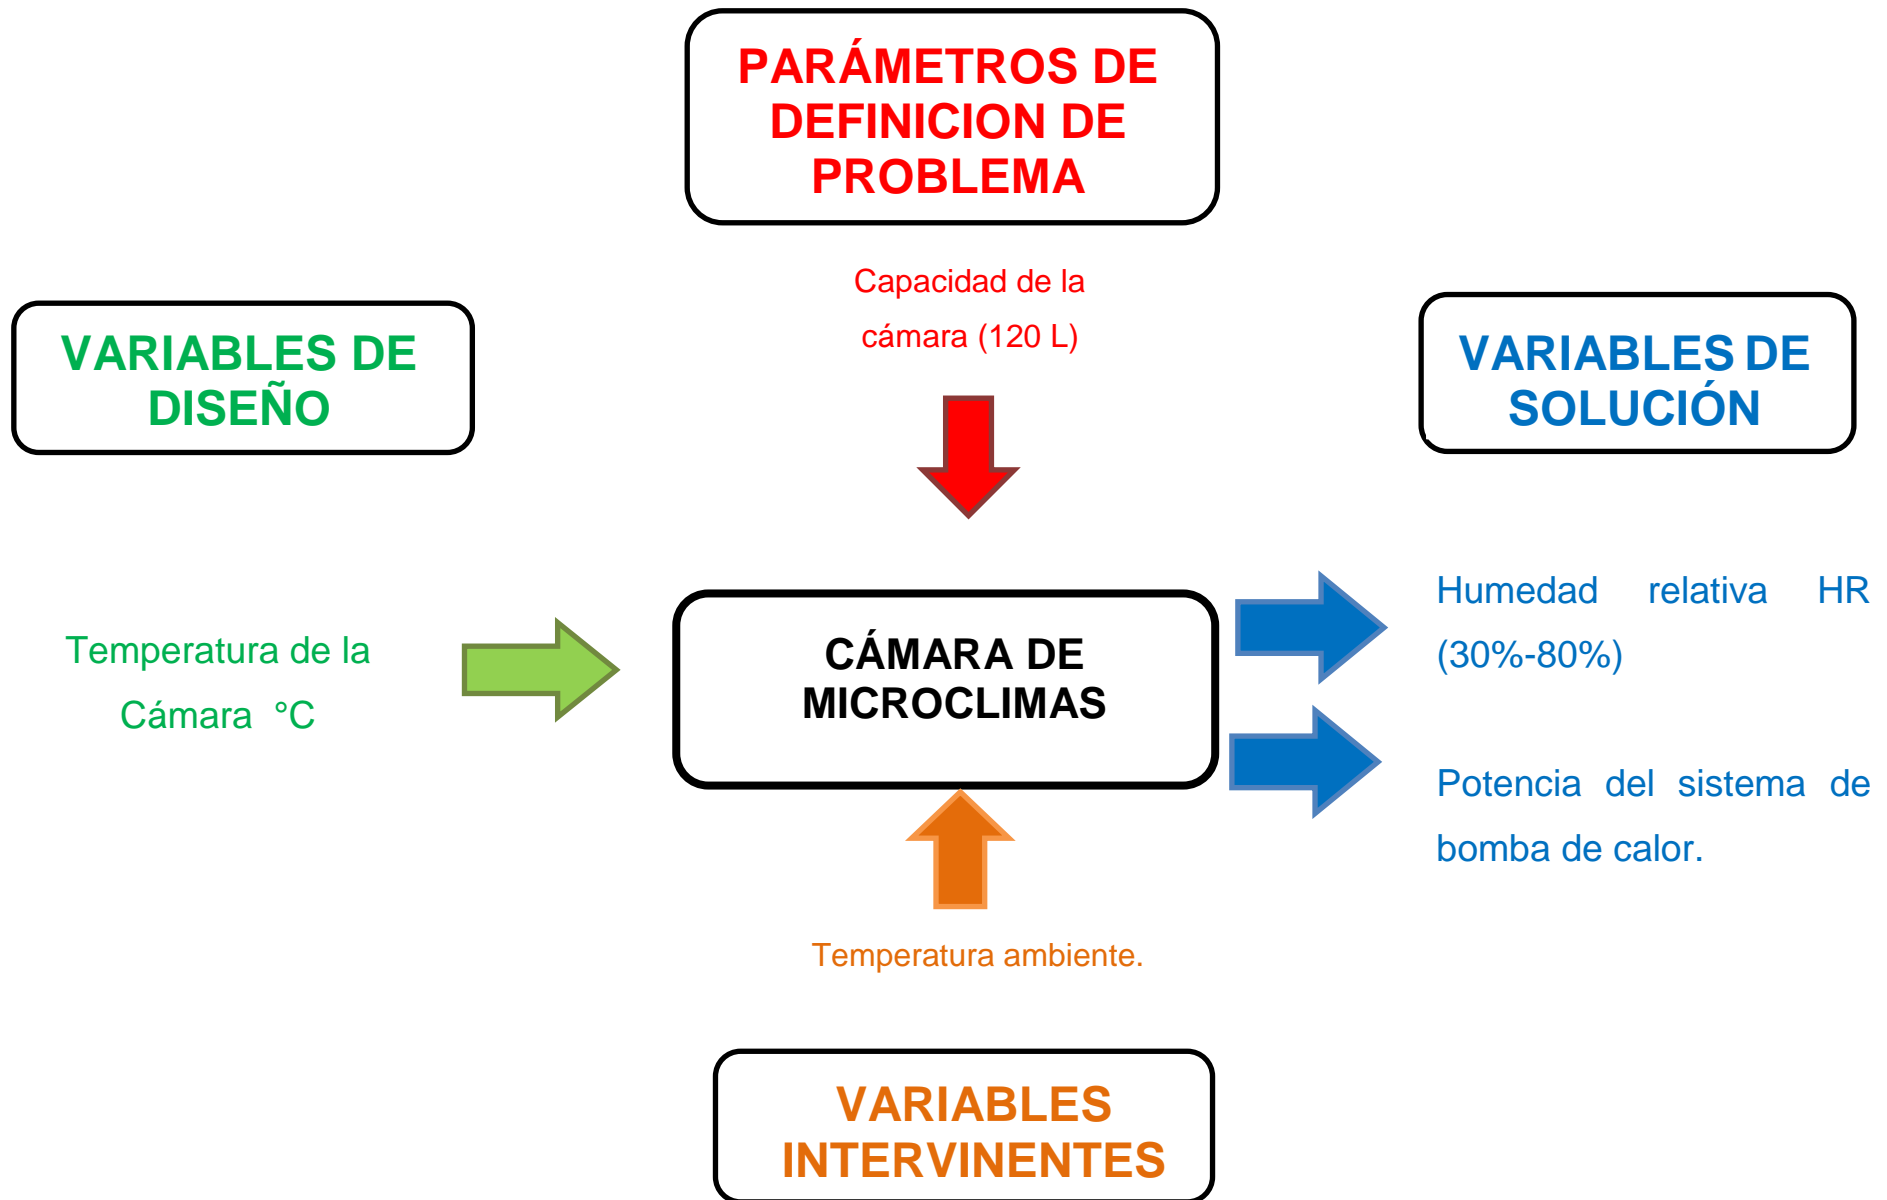 PARÁMETROS DE
DEFINICION DE
PROBLEMA
Capacidad de la
cámara (120 L)
VARIABLES DE
DISEÑO
VARIABLES DE
SOLUCIÓN
Temperatura de la
Cámara °C
CÁMARA DE
MICROCLIMAS
Humedad relativa HR
(30%-80%)
Potencia del sistema de
bomba de calor.
Temperatura ambiente.
VARIABLES
INTERVINENTES